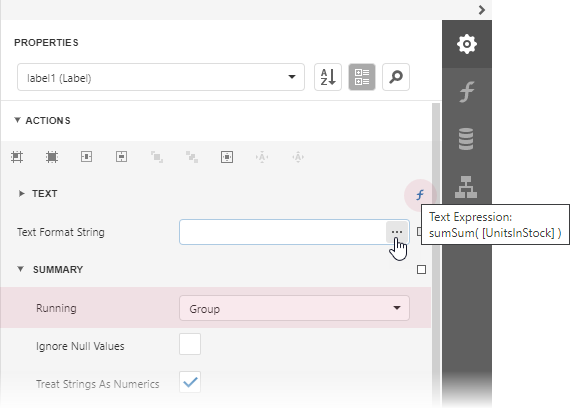 PROPERTIES
label1 (Label)
ACTIONS
TEXT
Text Format String
Text Expression:
sumSum( [UnitsInStock] )
SUMMARY
Running
Group
Ignore Null Values
Treat Strings As Numerics